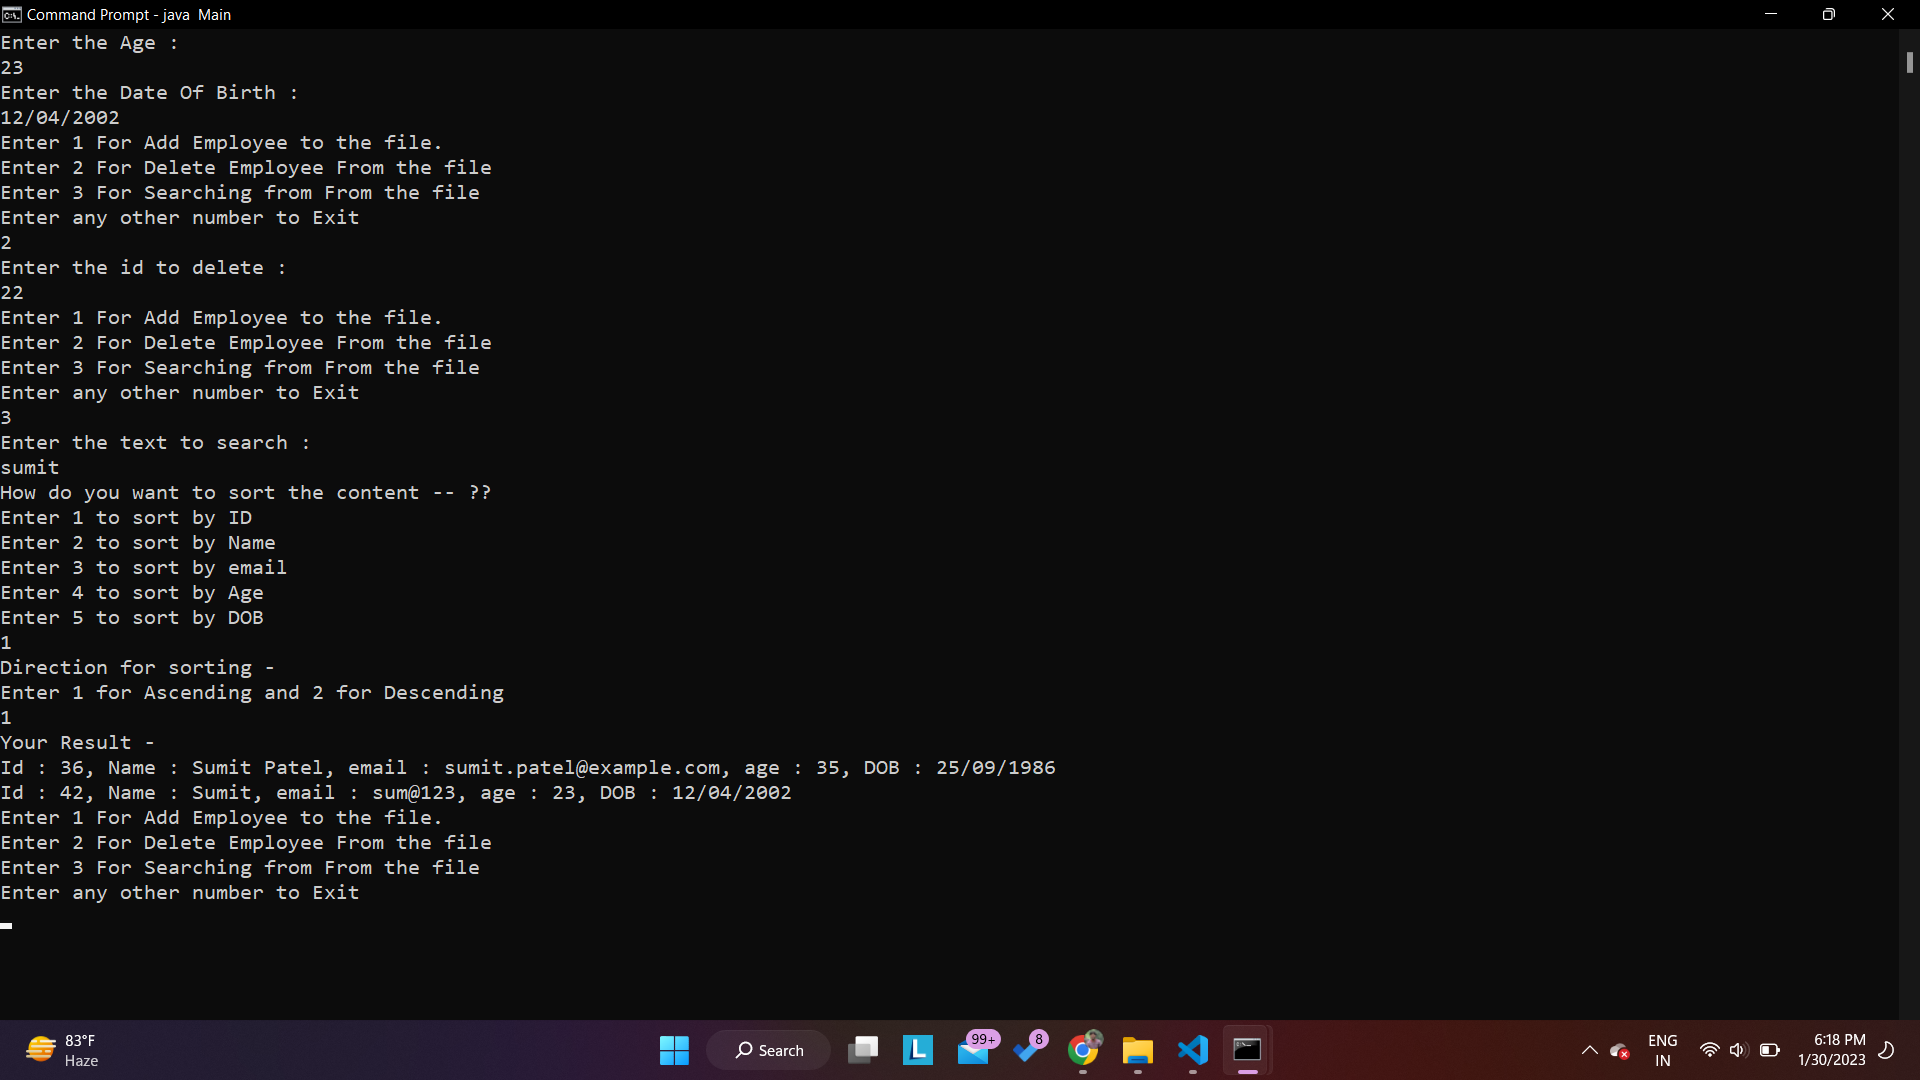 Command Prompt - java  Main
Enter the Age :
23
Enter the Date Of Birth :
12/04/2002
Enter 1 For Add Employee to the file.
Enter 2 For Delete Employee From the file
Enter 3 For Searching from From the file
Enter any other number to Exit
2
Enter the id to delete :
22
Enter 1 For Add Employee to the file.
Enter 2 For Delete Employee From the file
Enter 3 For Searching from From the file
Enter any other number to Exit
3
Enter the text to search :
sumit
How do you want to sort the content -- ??
Enter 1 to sort by ID
Enter 2 to sort by Name
Enter 3 to sort by email
Enter 4 to sort by Age
Enter 5 to sort by DOB
1
Direction for sorting -
Enter 1 for Ascending and 2 for Descending
1
Your Result -
Id : 36, Name : Sumit Patel, email : sumit.patel@example.com, age : 35, DOB : 25/09/1986
Id : 42, Name : Sumit, email : sum@123, age : 23, DOB : 12/04/2002
Enter 1 For Add Employee to the file.
Enter 2 For Delete Employee From the file
Enter 3 For Searching from From the file
Enter any other number to Exit
83°F
Haze
Search
L
99+
8
ENG
IN
6:18 PM
1/30/2023